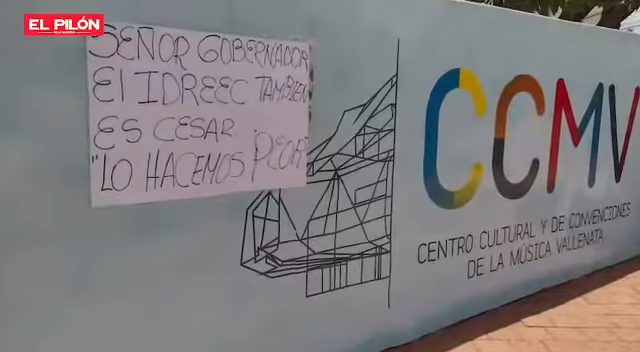 EL PILÓN
SEÑOR GOBERNADOR
El IDREEC TAMBIEN
ES CESAR
"LO HACEMOS PEOR"
CCMV
CENTRO CULTURAL Y DE CONVENCIONES
DE LA MÚSICA VALLENATA